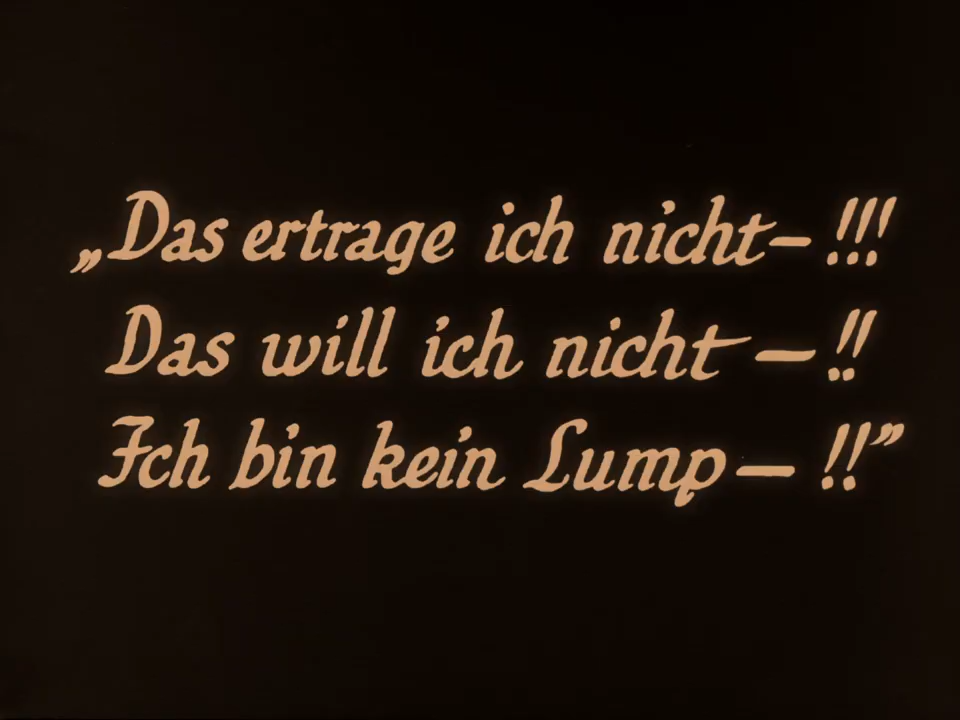 „Das ertrage ich nicht—!!!
Das will ich nicht—!!
Ich bin kein Lump—!!”